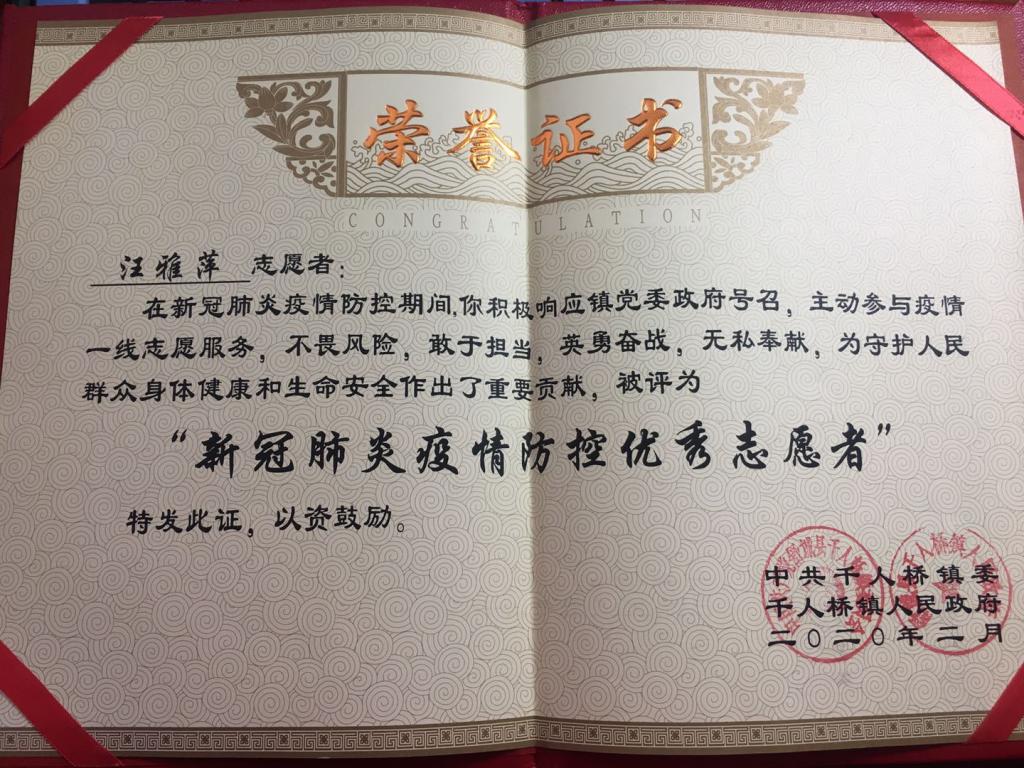 荣誉证书
CONGRATULATION
汪雅萍 志愿者：
在新冠肺炎疫情防控期间，你积极响应镇党委政府号召，主动参与疫情
一线志愿服务，不畏风险，敢于担当，英勇奋战，无私奉献，为守护人民
群众身体健康和生命安全作出了重要贡献，被评为
“新冠肺炎疫情防控优秀志愿者”
特发此证，以资鼓励。
中共千人桥镇委
千人桥镇人民政府
二〇二〇年二月